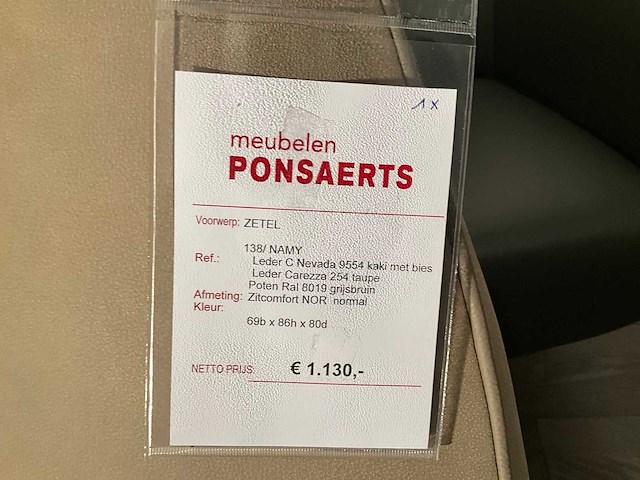 1 x
meubelen
PONSAERTS
Voorwerp: ZETEL
138/ NAMY
Ref.: Leder C Nevada 9554 kaki met bies
Leder Carezza 254 taupe
Poten Ral 8019 grijsbruin
Afmeting: Zitcomfort NOR normal
Kleur:
69b x 86h x 80d
NETTO PRIJS: € 1.130,-